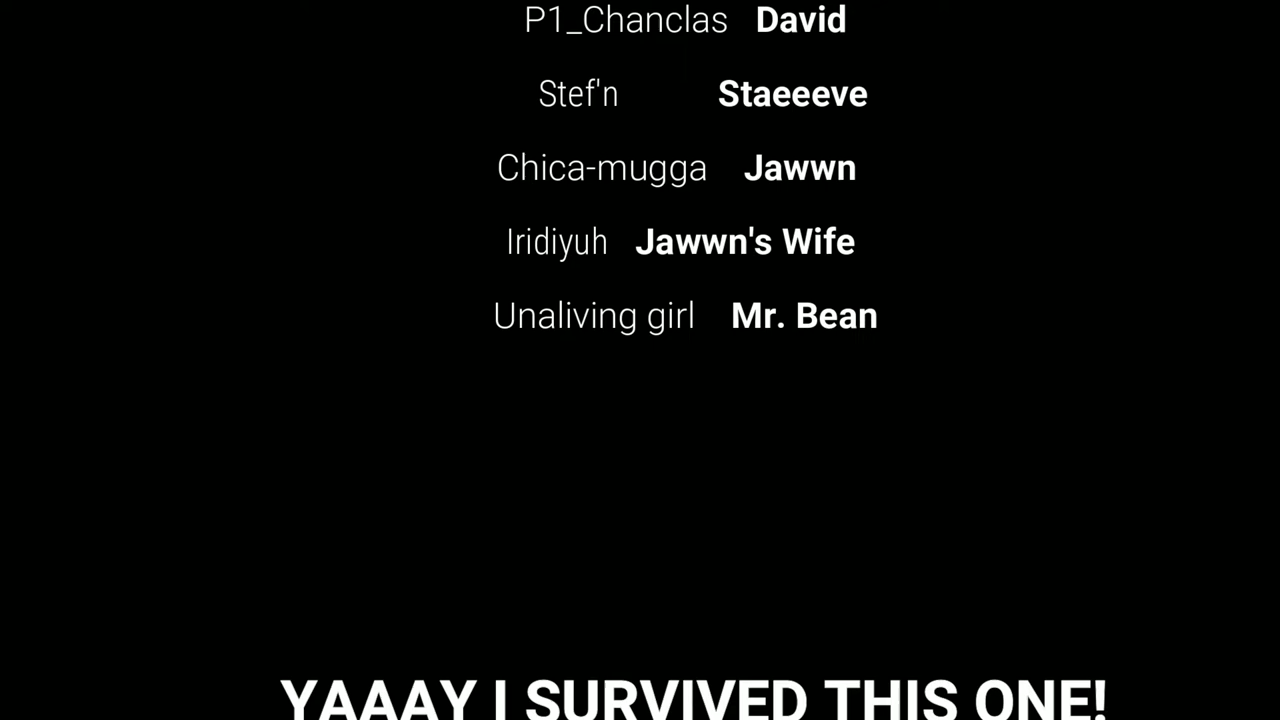 P1_Chanclas David
Stef'n Staeeeve
Chica-mugga Jawwn
Iridiyuh Jawwn's Wife
Unaliving girl Mr. Bean
YAAAY I SURVIVED THIS ONE!